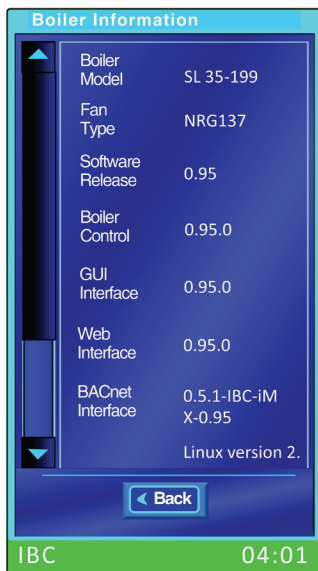 Boiler Information
Boiler
Model
SL 35-199
Fan
Type
NRG137
Software
Release
0.95
Boiler
Control
0.95.0
GUI
Interface
0.95.0
Web
Interface
0.95.0
BACnet
Interface
0.5.1-IBC-iM
X-0.95
Linux version 2.
< Back
IBC
04:01